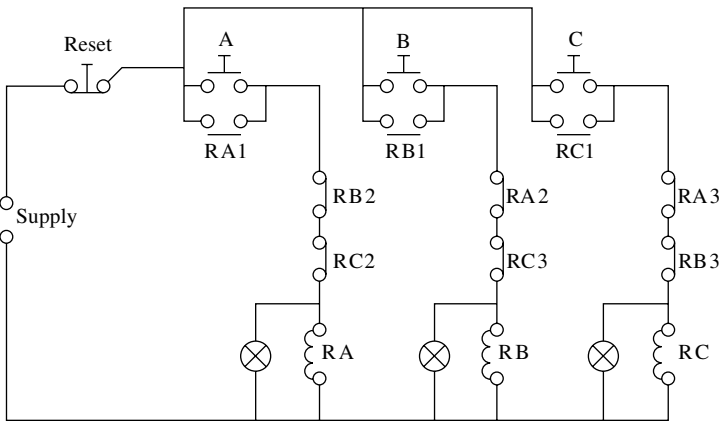 Reset
A
B
C
RA1
RB1
RC1
RB2
RA2
RA3
Supply
RC2
RC3
RB3
RA
RB
RC